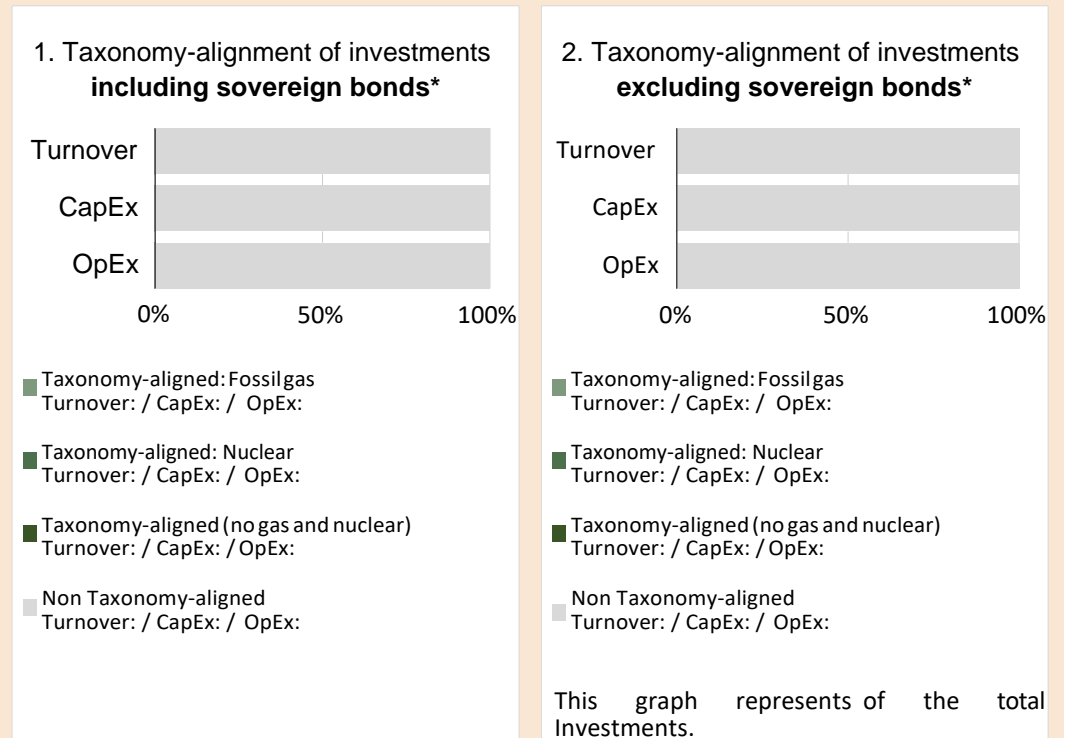 1. Taxonomy-alignment of investments
including sovereign bonds*
Turnover
CapEx
OpEx
0% 50% 100%
Taxonomy-aligned: Fossil gas
Turnover: / CapEx: / OpEx:
Taxonomy-aligned: Nuclear
Turnover: / CapEx: / OpEx:
Taxonomy-aligned (no gas and nuclear)
Turnover: / CapEx: / OpEx:
Non Taxonomy-aligned
Turnover: / CapEx: / OpEx:
2. Taxonomy-alignment of investments
excluding sovereign bonds*
Turnover
CapEx
OpEx
0% 50% 100%
Taxonomy-aligned: Fossil gas
Turnover: / CapEx: / OpEx:
Taxonomy-aligned: Nuclear
Turnover: / CapEx: / OpEx:
Taxonomy-aligned (no gas and nuclear)
Turnover: / CapEx: / OpEx:
Non Taxonomy-aligned
Turnover: / CapEx: / OpEx:
This graph represents of the total
Investments.